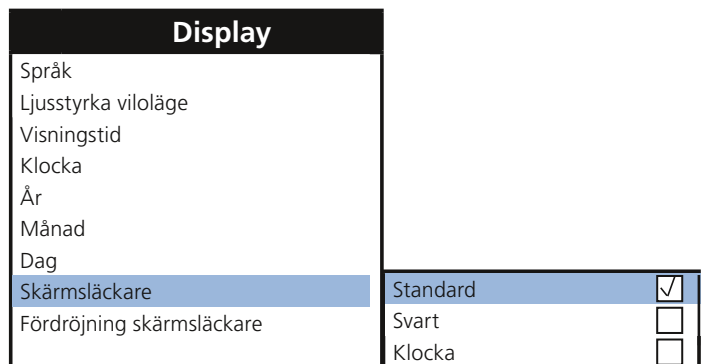 Display
Språk
Ljusstyrka viloläge
Visningstid
Klocka
År
Månad
Dag
Skärmsläckare
Fördröjning skärmsläckare
Standard
Svart
Klocka